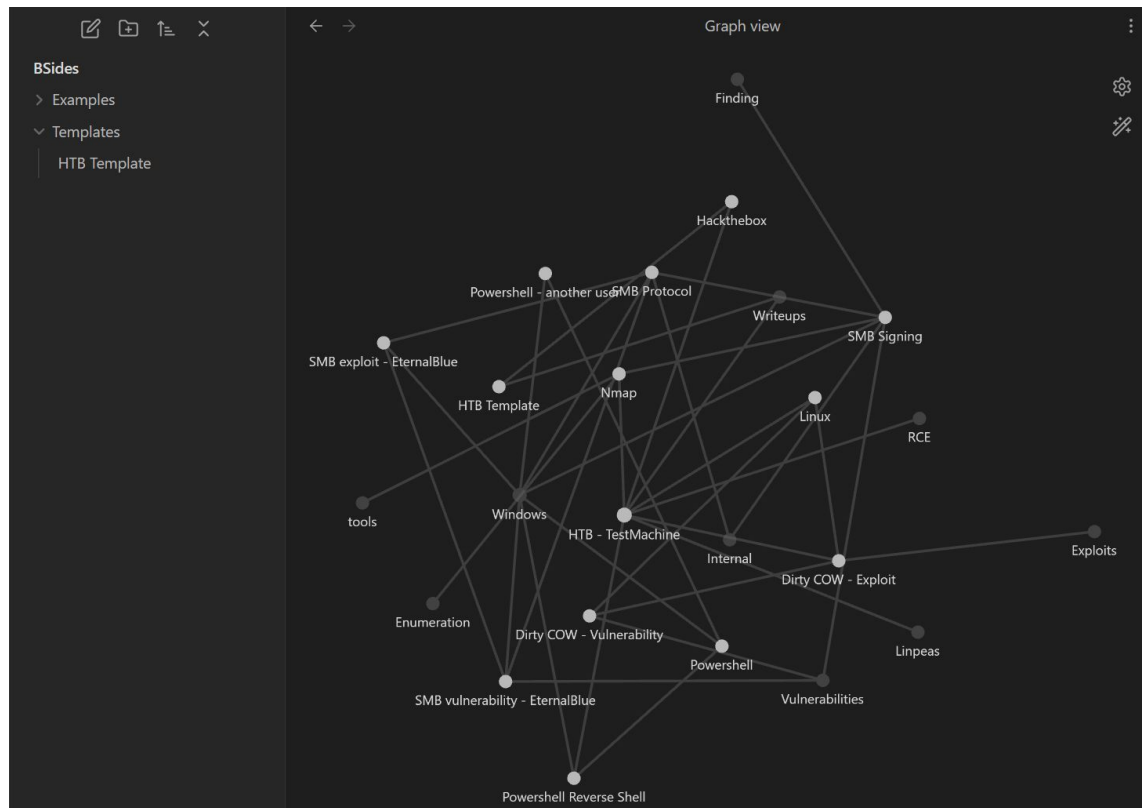 Graph view
BSides
Examples
Templates
HTB Template
Finding
Hackthebox
Powershell - another user
SMB Protocol
Writeups
SMB Signing
SMB exploit - EternalBlue
HTB Template
Nmap
Linux
RCE
tools
Windows
HTB - TestMachine
Internal
Exploits
Dirty COW - Exploit
Enumeration
Dirty COW - Vulnerability
Linpeas
Powershell
SMB vulnerability - EternalBlue
Vulnerabilities
Powershell Reverse Shell